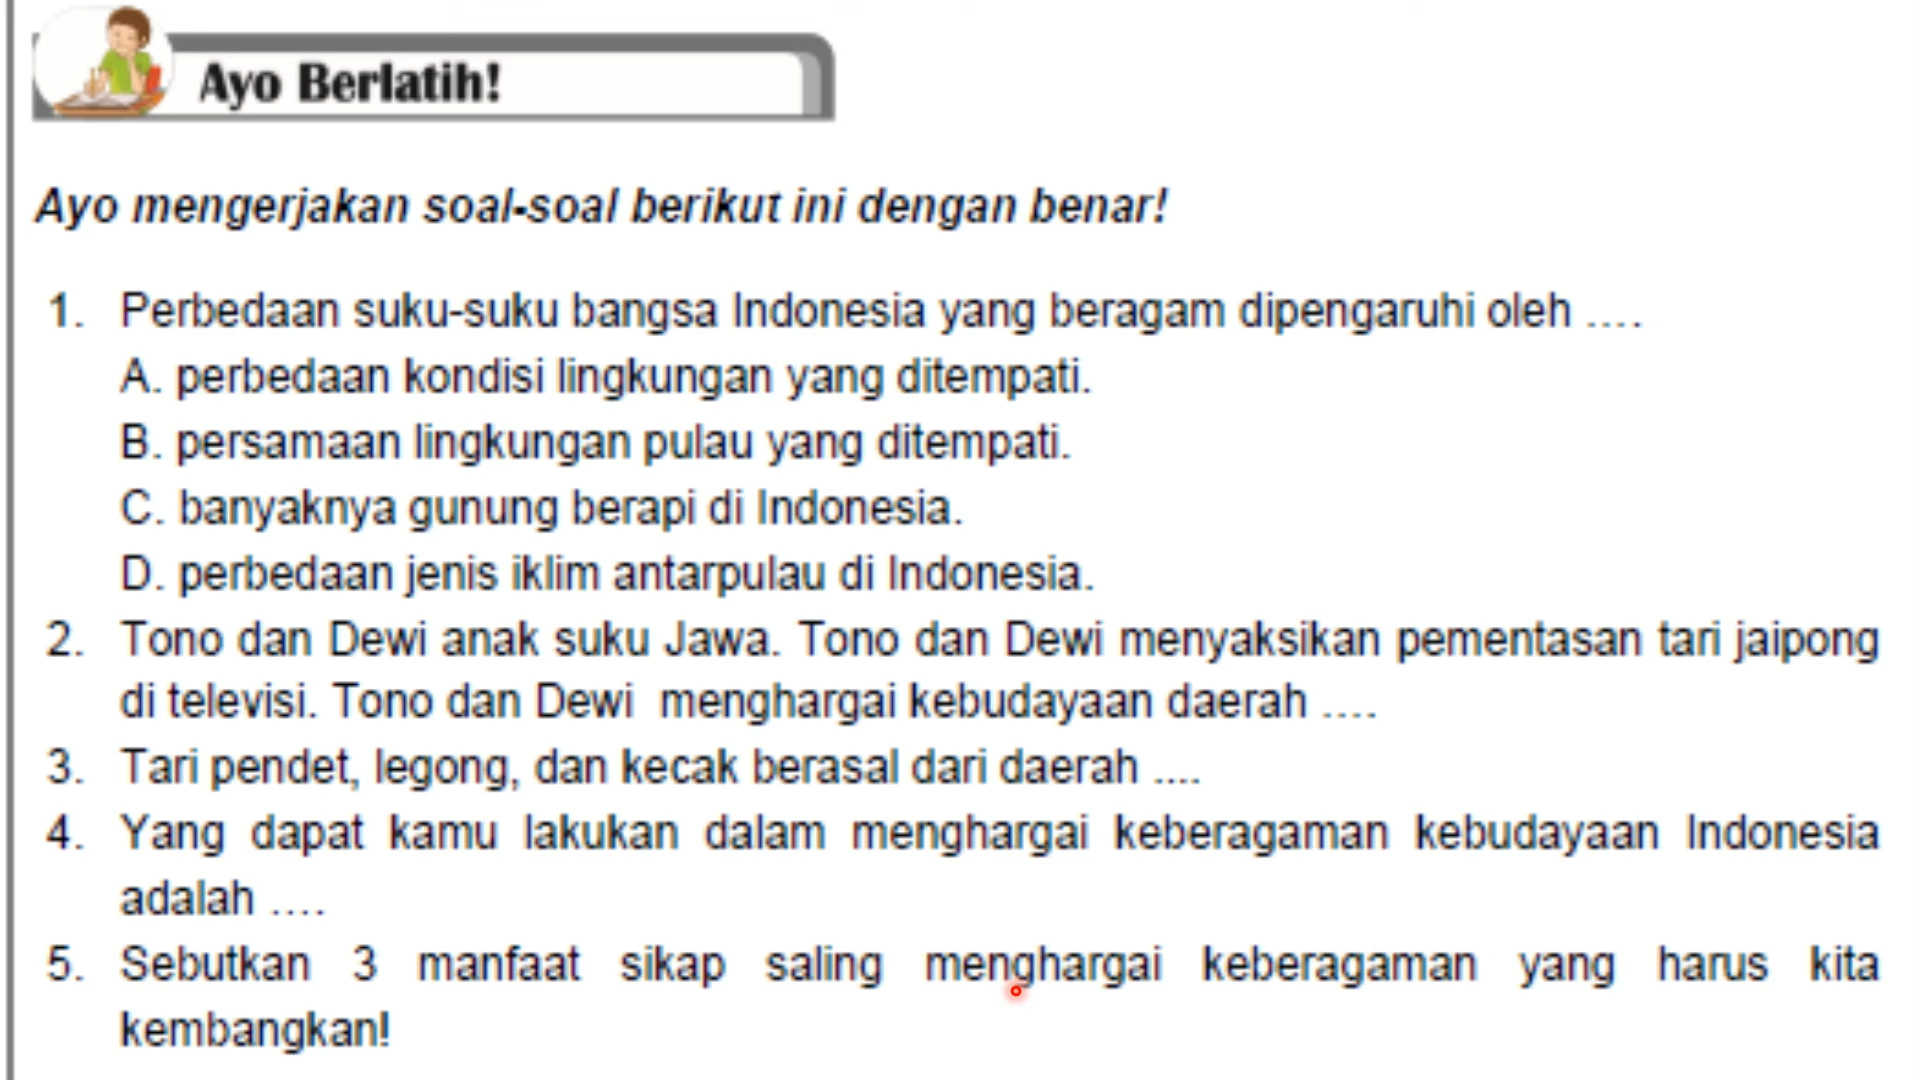 Ayo Berlatih!
Ayo mengerjakan soal-soal berikut ini dengan benar!
1. Perbedaan suku-suku bangsa Indonesia yang beragam dipengaruhi oleh ....
A. perbedaan kondisi lingkungan yang ditempati.
B. persamaan lingkungan pulau yang ditempati.
C. banyaknya gunung berapi di Indonesia.
D. perbedaan jenis iklim antarpulau di Indonesia.
2. Tono dan Dewi anak suku Jawa. Tono dan Dewi menyaksikan pementasan tari jaipong
di televisi. Tono dan Dewi menghargai kebudayaan daerah ....
3. Tari pendet, legong, dan kecak berasal dari daerah ....
4. Yang dapat kamu lakukan dalam menghargai keberagaman kebudayaan Indonesia
adalah ....
5. Sebutkan 3 manfaat sikap saling menghargai keberagaman yang harus kita
kembangkan!